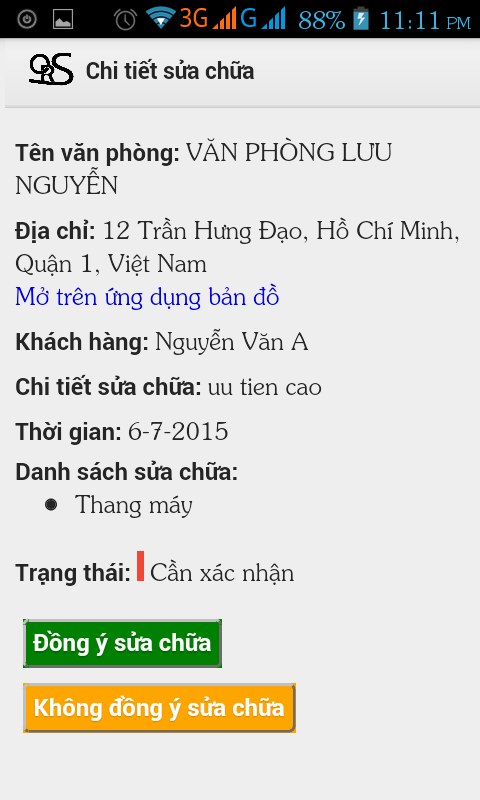 3G G 88% 11:11 PM
ORS Chi tiết sửa chữa
Tên văn phòng: VĂN PHÒNG LƯU
NGUYỄN
Địa chỉ: 12 Trần Hưng Đạo, Hồ Chí Minh,
Quận 1, Việt Nam
Mở trên ứng dụng bản đồ
Khách hàng: Nguyễn Văn A
Chi tiết sửa chữa: uu tien cao
Thời gian: 6-7-2015
Danh sách sửa chữa:
• Thang máy
Trạng thái: Cần xác nhận
Đồng ý sửa chữa
Không đồng ý sửa chữa